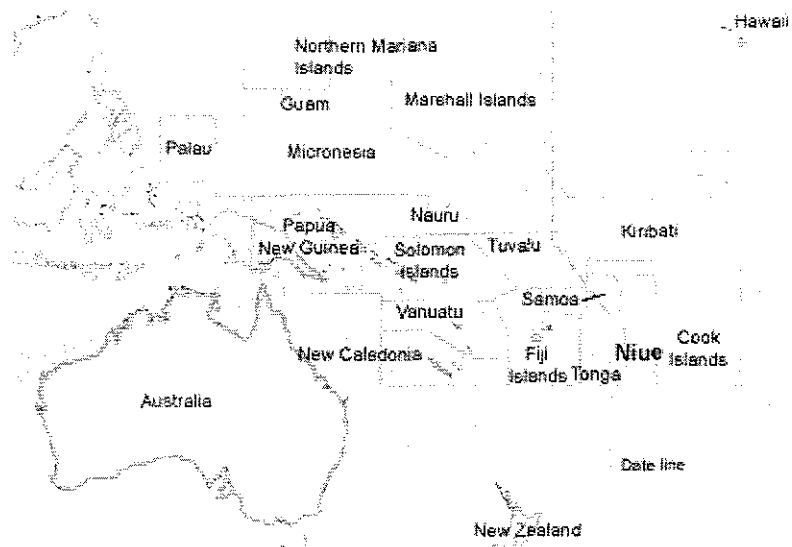 Hawaii
Northern Mariana
Islands
Guam
Marshall Islands
Palau
Micronesia
Nauru
Papua
New Guinea
Solomon
Islands
Tuvalu
Kiribati
Samoa
Vanuatu
New Caledonia
Fiji
Islands
Tonga
Niue
Cook
Islands
Australia
Date line
New Zealand